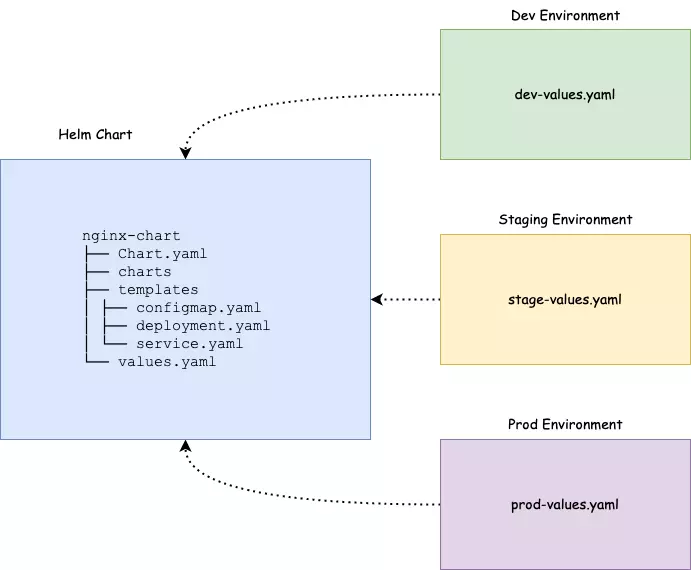 Dev Environment
dev-values.yaml
Helm Chart
nginx-chart
├── Chart.yaml
├── charts
├── templates
│ ├── configmap.yaml
│ ├── deployment.yaml
│ └── service.yaml
└── values.yaml
Staging Environment
stage-values.yaml
Prod Environment
prod-values.yaml